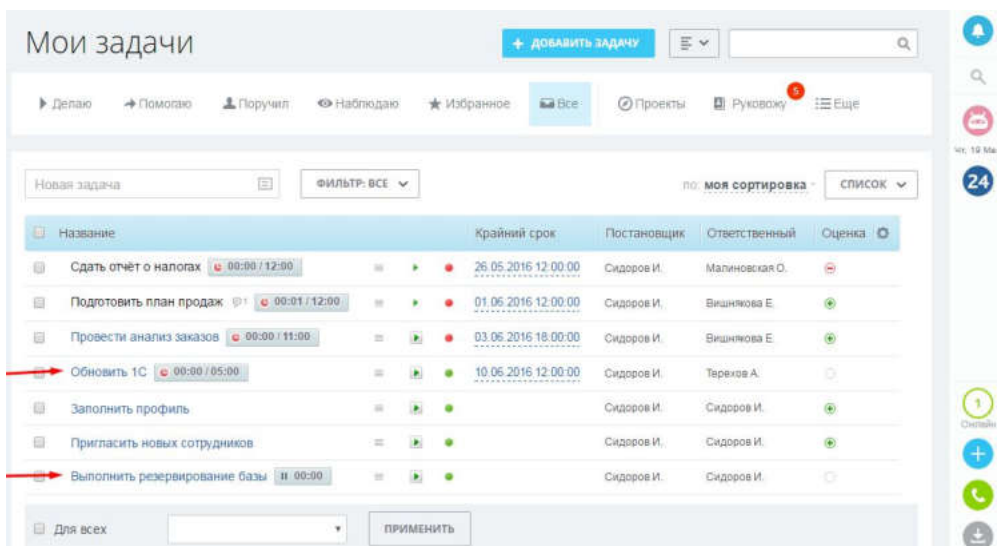 Мои задачи
+ ДОБАВИТЬ ЗАДАЧУ
Делаю Помогаю Поручил Наблюдаю Избранное Все Проекты Руковожу 5 Еще
Чт, 19 Ма
24
Новая задача ФИЛЬТР: ВСЕ по: моя сортировка СПИСОК
Название Крайний срок Постановщик Ответственный Оценка
Сдать отчёт о налогах 00:00 / 12:00 26.05.2016 12:00:00 Сидоров И. Малиновская О.
Подготовить план продаж 1 00:01 / 12:00 01.06.2016 12:00:00 Сидоров И. Вишнякова Е.
Провести анализ заказов 00:00 / 11:00 03.06.2016 18:00:00 Сидоров И. Вишнякова Е.
Обновить 1С 00:00 / 05:00 10.06.2016 12:00:00 Сидоров И. Терехов А.
Заполнить профиль Сидоров И. Сидоров И.
1
Онлайн
Пригласить новых сотрудников Сидоров И. Сидоров И.
Выполнить резервирование базы 00:00 Сидоров И. Сидоров И.
Для всех ПРИМЕНИТЬ